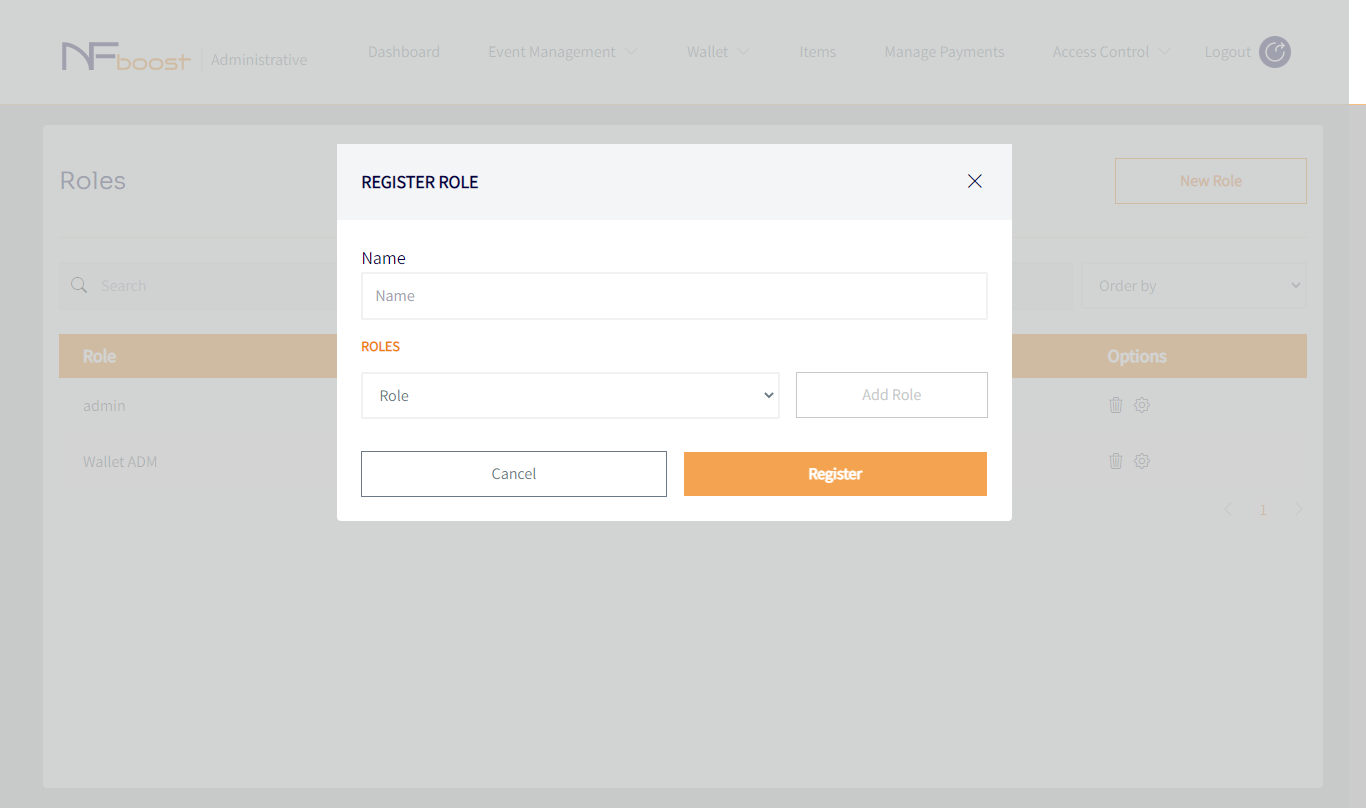 NFboost Administrative
Dashboard
Event Management
Wallet
Items
Manage Payments
Access Control
Logout
Roles
New Role
REGISTER ROLE
Name
Name
ROLES
Role
Add Role
Cancel
Register
Search
Order by
Role
Options
admin
Wallet ADM
1